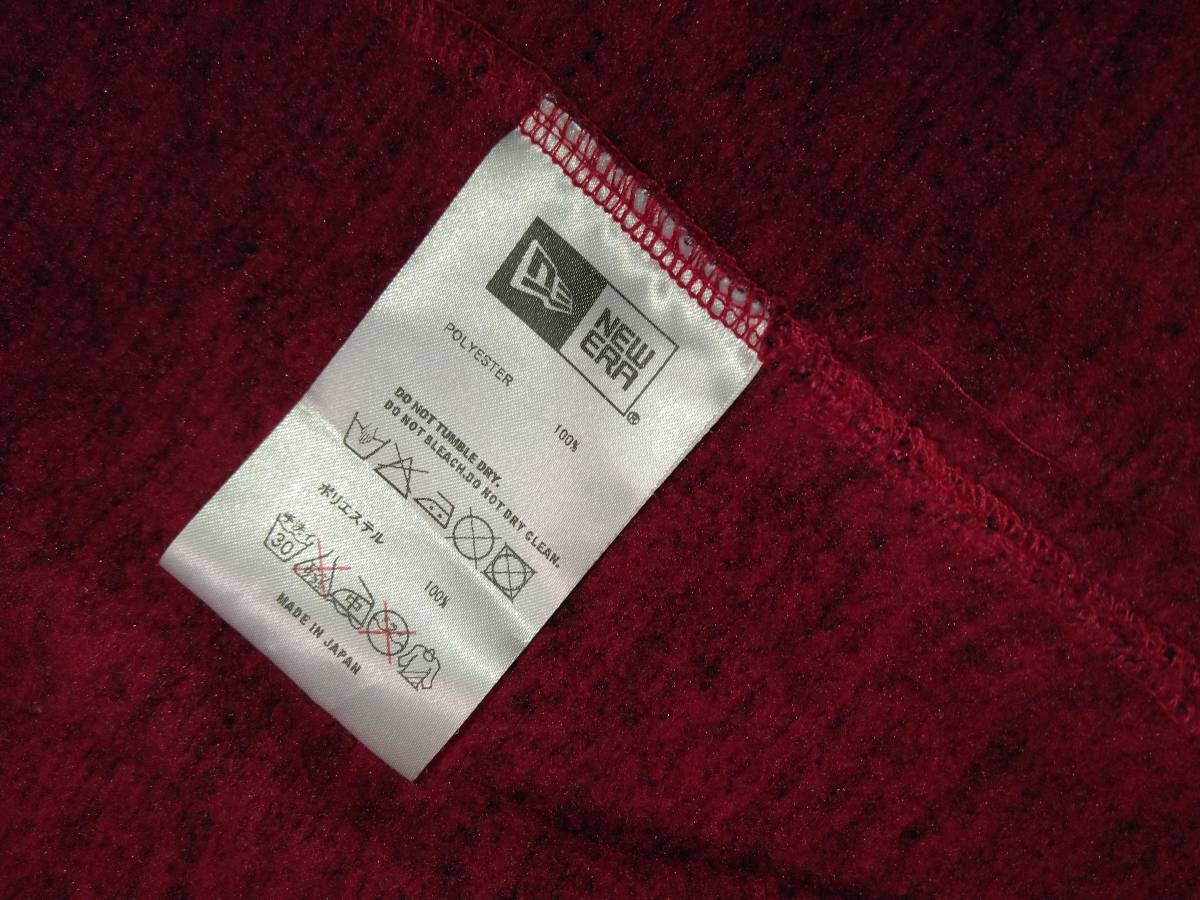 NE
NEW
ERA
®
POLYESTER 100%
DO NOT TUMBLE DRY.
DO NOT BLEACH.DO NOT DRY CLEAN.
ポリエステル 100%
30
MADE IN JAPAN